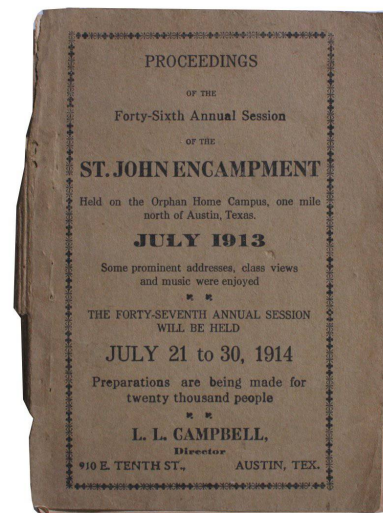 PROCEEDINGS
OF THE
Forty-Sixth Annual Session
OF THE
ST. JOHN ENCAMPMENT
Held on the Orphan Home Campus, one mile
north of Austin, Texas.
JULY 1913
Some prominent addresses, class views
and music were enjoyed
THE FORTY-SEVENTH ANNUAL SESSION
WILL BE HELD
JULY 21 to 30, 1914
Preparations are being made for
twenty thousand people
L. L. CAMPBELL,
Director
910 E. TENTH ST., AUSTIN, TEX.